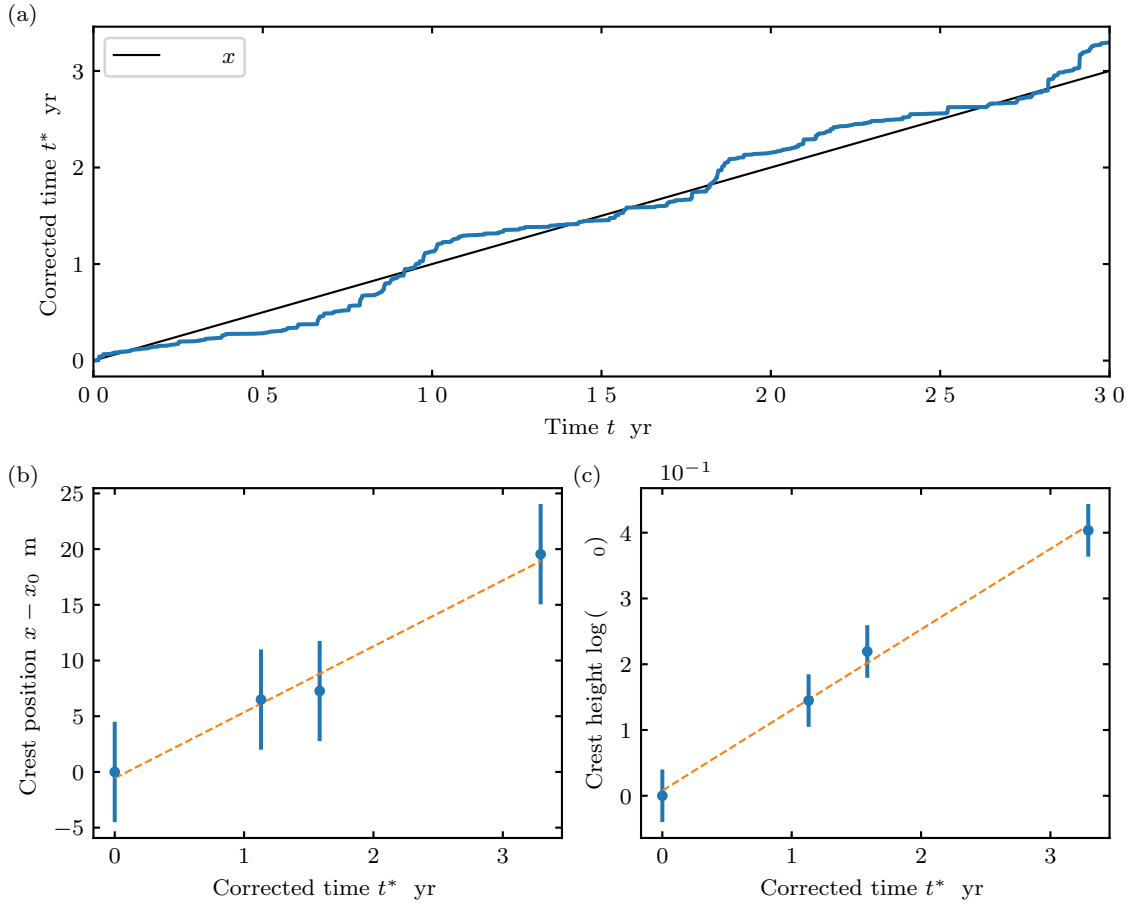 (a)
x
3
2
1
0
Corrected time t* yr
0 0 0 5 1 0 1 5 2 0 2 5 3 0
Time t yr
(b)
25
20
15
10
5
0
−5
Crest position x − x₀ m
0 1 2 3
Corrected time t* yr
(c)
10⁻¹
4
3
2
1
0
Crest height log( ₀)
0 1 2 3
Corrected time t* yr